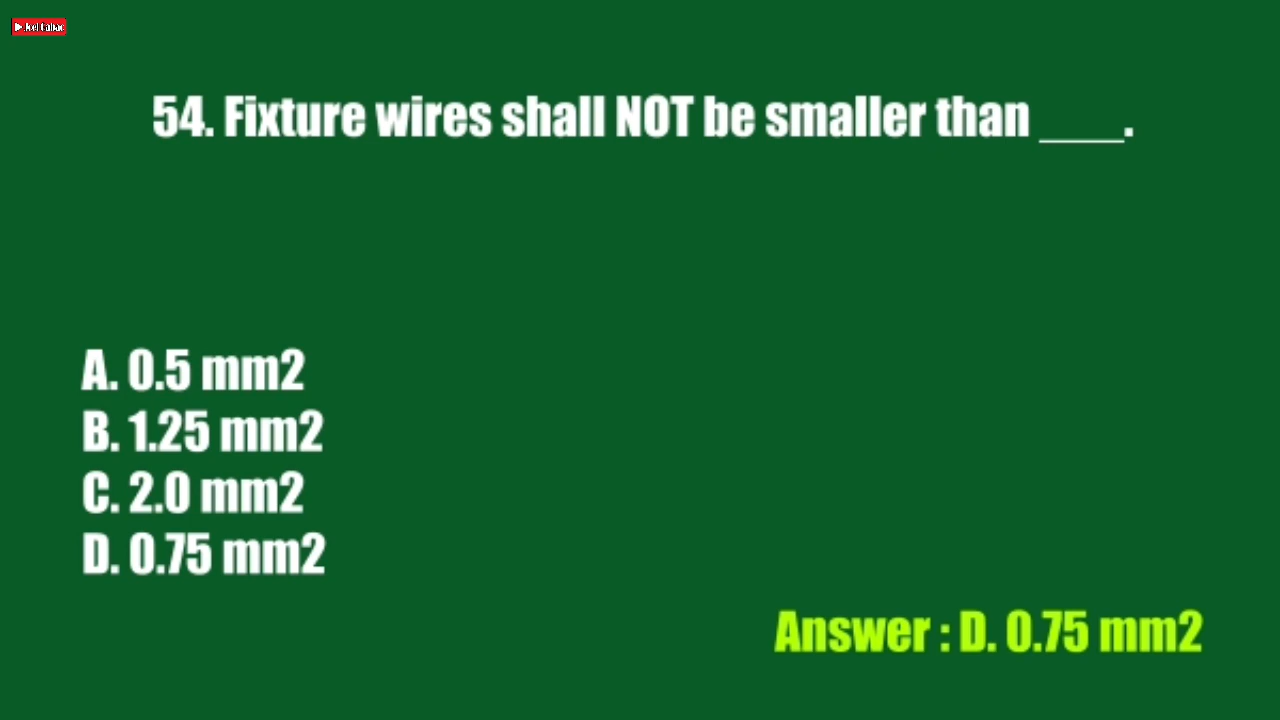 54. Fixture wires shall NOT be smaller than ____.
A. 0.5 mm2
B. 1.25 mm2
C. 2.0 mm2
D. 0.75 mm2
Answer : D. 0.75 mm2